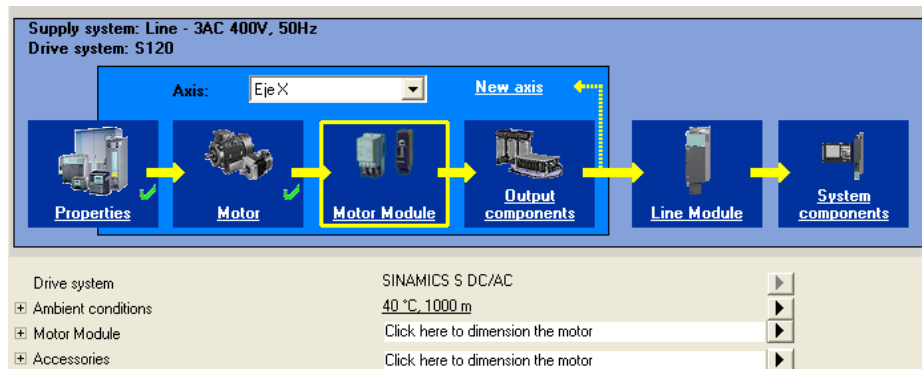 Supply system: Line - 3AC 400V, 50Hz
Drive system: S120
Axis: Eje X New axis
Properties Motor Motor Module Output components Line Module System components
Drive system SINAMICS S DC/AC
Ambient conditions 40 °C, 1000 m
Motor Module Click here to dimension the motor
Accessories Click here to dimension the motor